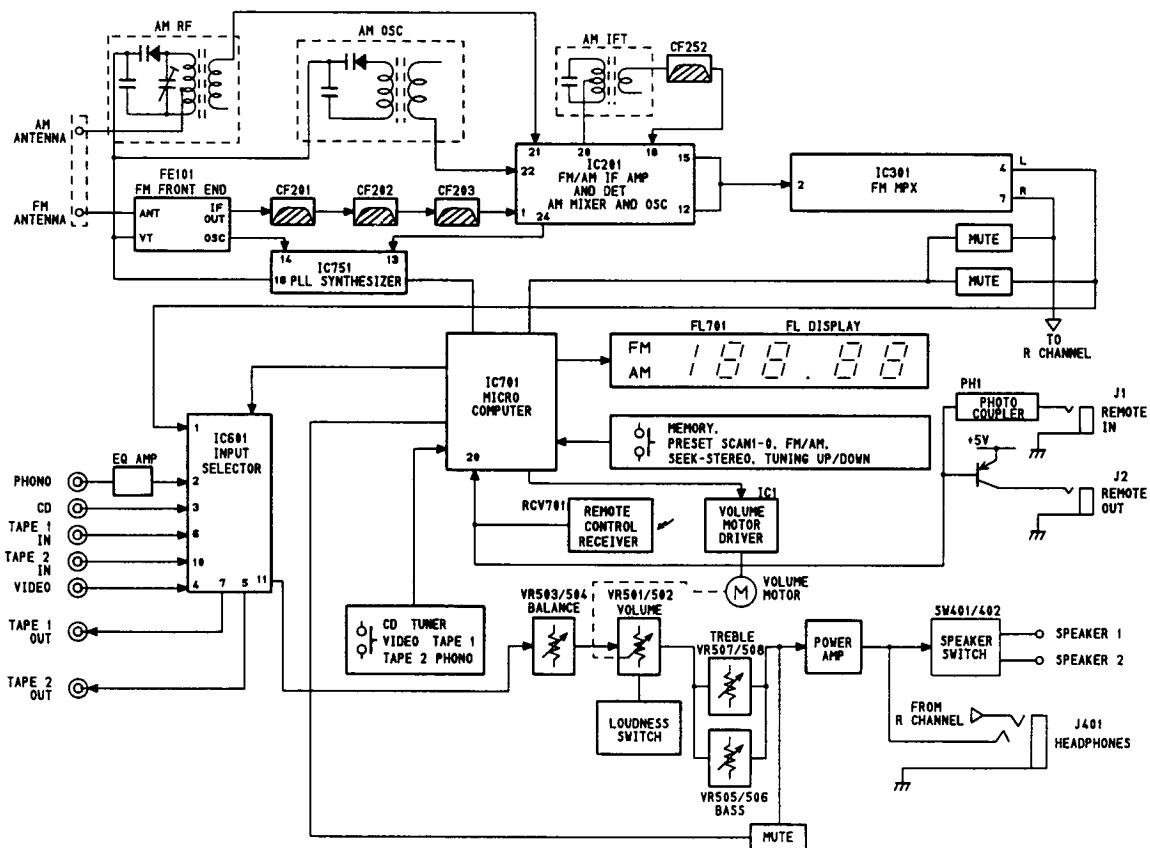 AM RF
AM OSC
AM IFT
CF252
AM
ANTENNA
FM
ANTENNA
FE101
FM FRONT END
ANT
IF
OUT
VT
OSC
CF201
CF202
CF203
21
20
18
22
IC201
FM/AM IF AMP
AND DET
AM MIXER AND OSC
15
12
1
24
2
IC301
FM MPX
4
L
7
R
MUTE
MUTE
14
13
IC751
16
PLL SYNTHESIZER
TO
R CHANNEL
FL701
FL DISPLAY
FM
AM
188.88
IC701
MICRO
COMPUTER
20
MEMORY,
PRESET SCAN1-0, FM/AM,
SEEK-STEREO, TUNING UP/DOWN
PH1
PHOTO
COUPLER
J1
REMOTE
IN
+5V
J2
REMOTE
OUT
1
IC601
INPUT
SELECTOR
EQ AMP
PHONO
2
CD
3
TAPE 1
IN
6
TAPE 2
IN
10
VIDEO
4
7
5
11
TAPE 1
OUT
TAPE 2
OUT
RCV701
REMOTE
CONTROL
RECEIVER
IC1
VOLUME
MOTOR
DRIVER
M
VOLUME
MOTOR
CD TUNER
VIDEO TAPE 1
TAPE 2 PHONO
VR503/504
BALANCE
VR501/502
VOLUME
LOUDNESS
SWITCH
TREBLE
VR507/508
VR505/506
BASS
MUTE
POWER
AMP
SW401/402
SPEAKER
SWITCH
SPEAKER 1
SPEAKER 2
FROM
R CHANNEL
J401
HEADPHONES